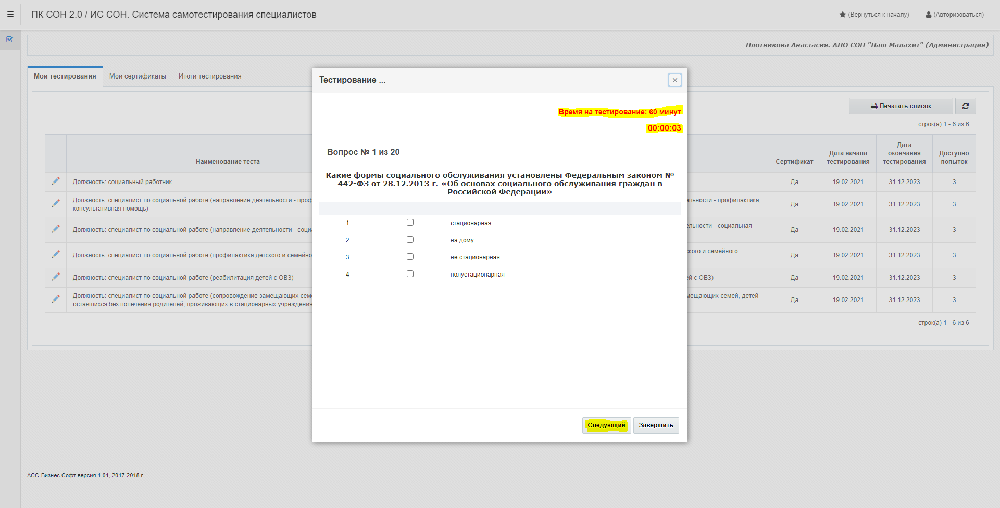 ПК СОН 2.0 / ИС СОН. Система самотестирования специалистов
(Вернуться к началу)
(Авторизоваться)
Плотникова Анастасия. АНО СОН "Наш Малахит" (Администрация)
Мои тестирования
Мои сертификаты
Итоги тестирования
Тестирование ...
Время на тестирование: 60 минут
00:00:03
Вопрос № 1 из 20
Какие формы социального обслуживания установлены Федеральным законом №
442-ФЗ от 28.12.2013 г. «Об основах социального обслуживания граждан в
Российской Федерации»
1 стационарная
2 на дому
3 не стационарная
4 полустационарная
Следующий
Завершить
Печатать список
строк(а) 1 - 6 из 6
Наименование теста
Сертификат
Дата начала
тестирования
Дата
окончания
тестирования
Доступно
попыток
Должность: социальный работник
Да 19.02.2021 31.12.2023 3
Должность: специалист по социальной работе (направление деятельности - проф
консультативная помощь)
льности - профилактика,
Да 19.02.2021 31.12.2023 3
Должность: специалист по социальной работе (направление деятельности - социа
льности - социальная
Да 19.02.2021 31.12.2023 3
Должность: специалист по социальной работе (профилактика детского и семейно
ского и семейного
Да 19.02.2021 31.12.2023 3
Должность: специалист по социальной работе (реабилитация детей с ОВЗ)
й с ОВЗ)
Да 19.02.2021 31.12.2023 3
Должность: специалист по социальной работе (сопровождение замещающих семе
оставшихся без попечения родителей, проживающих в стационарных учреждения
мещающих семей, детей-
Да 19.02.2021 31.12.2023 3
строк(а) 1 - 6 из 6
АСС-Бизнес Софт версия 1.01, 2017-2018 г.